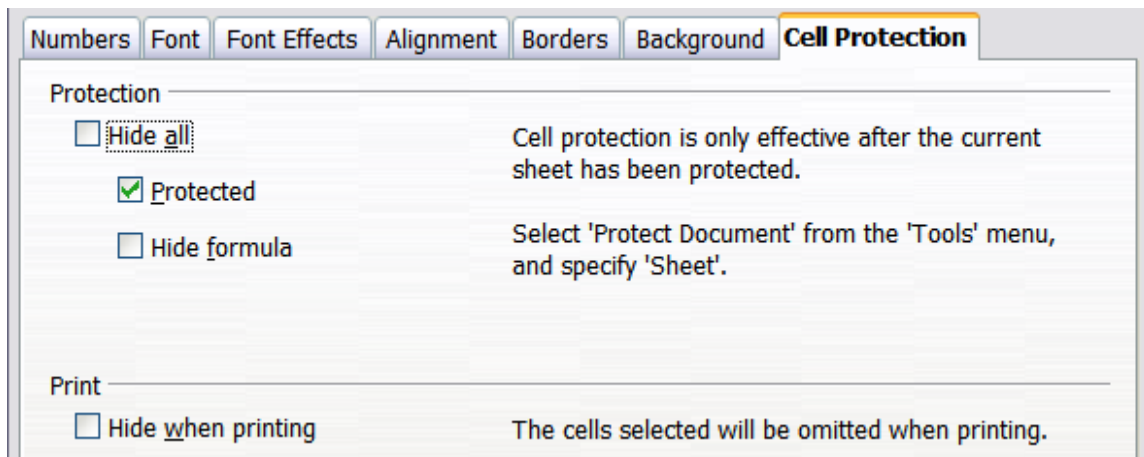 Numbers Font Font Effects Alignment Borders Background Cell Protection
Protection
Hide all
Cell protection is only effective after the current
sheet has been protected.
Protected
Hide formula
Select 'Protect Document' from the 'Tools' menu,
and specify 'Sheet'.
Print
Hide when printing
The cells selected will be omitted when printing.